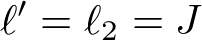 ℓ′ = ℓ₂ = J